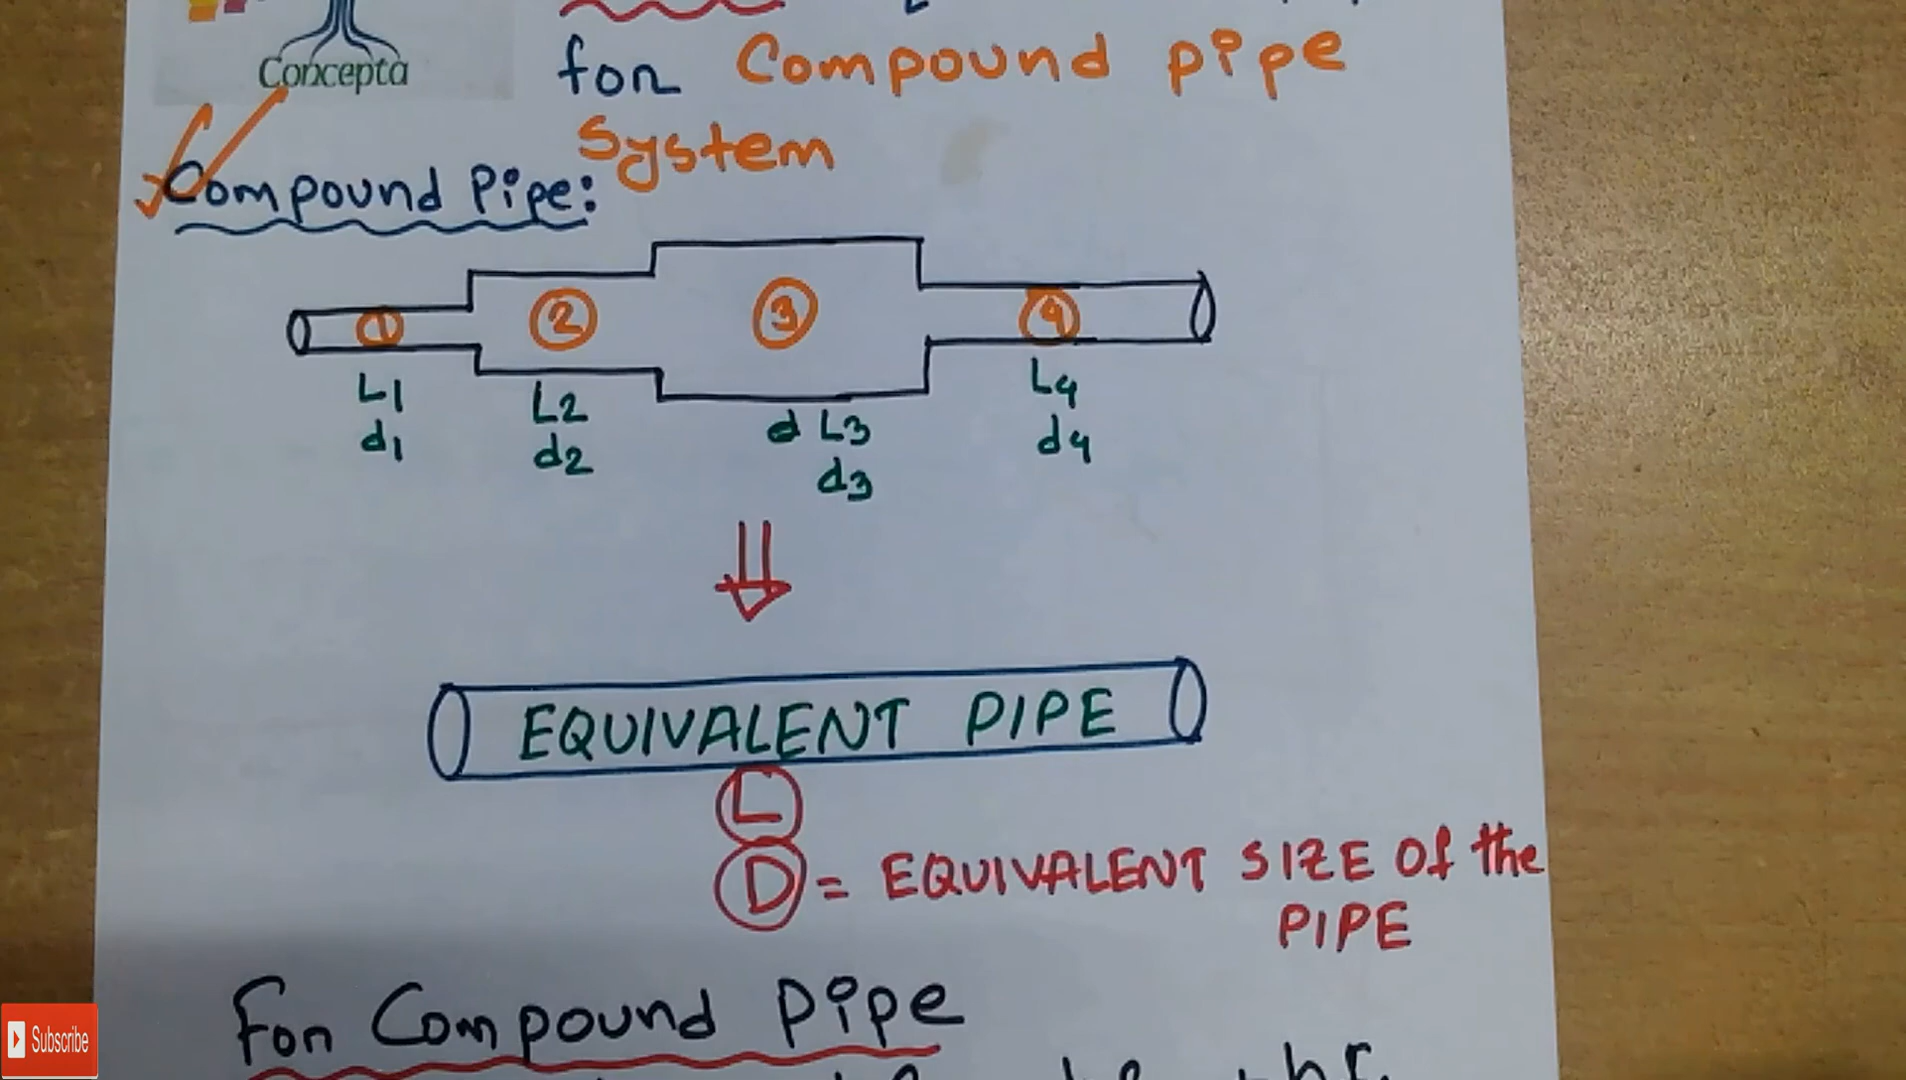 Concepta
for Compound pipe
System
Compound Pipe:
1 2 3 4
L1 L2 d L3 L4
d1 d2 d3 d4
EQUIVALENT PIPE
L
D = EQUIVALENT SIZE Of the
PIPE
For Compound pipe
Subscribe